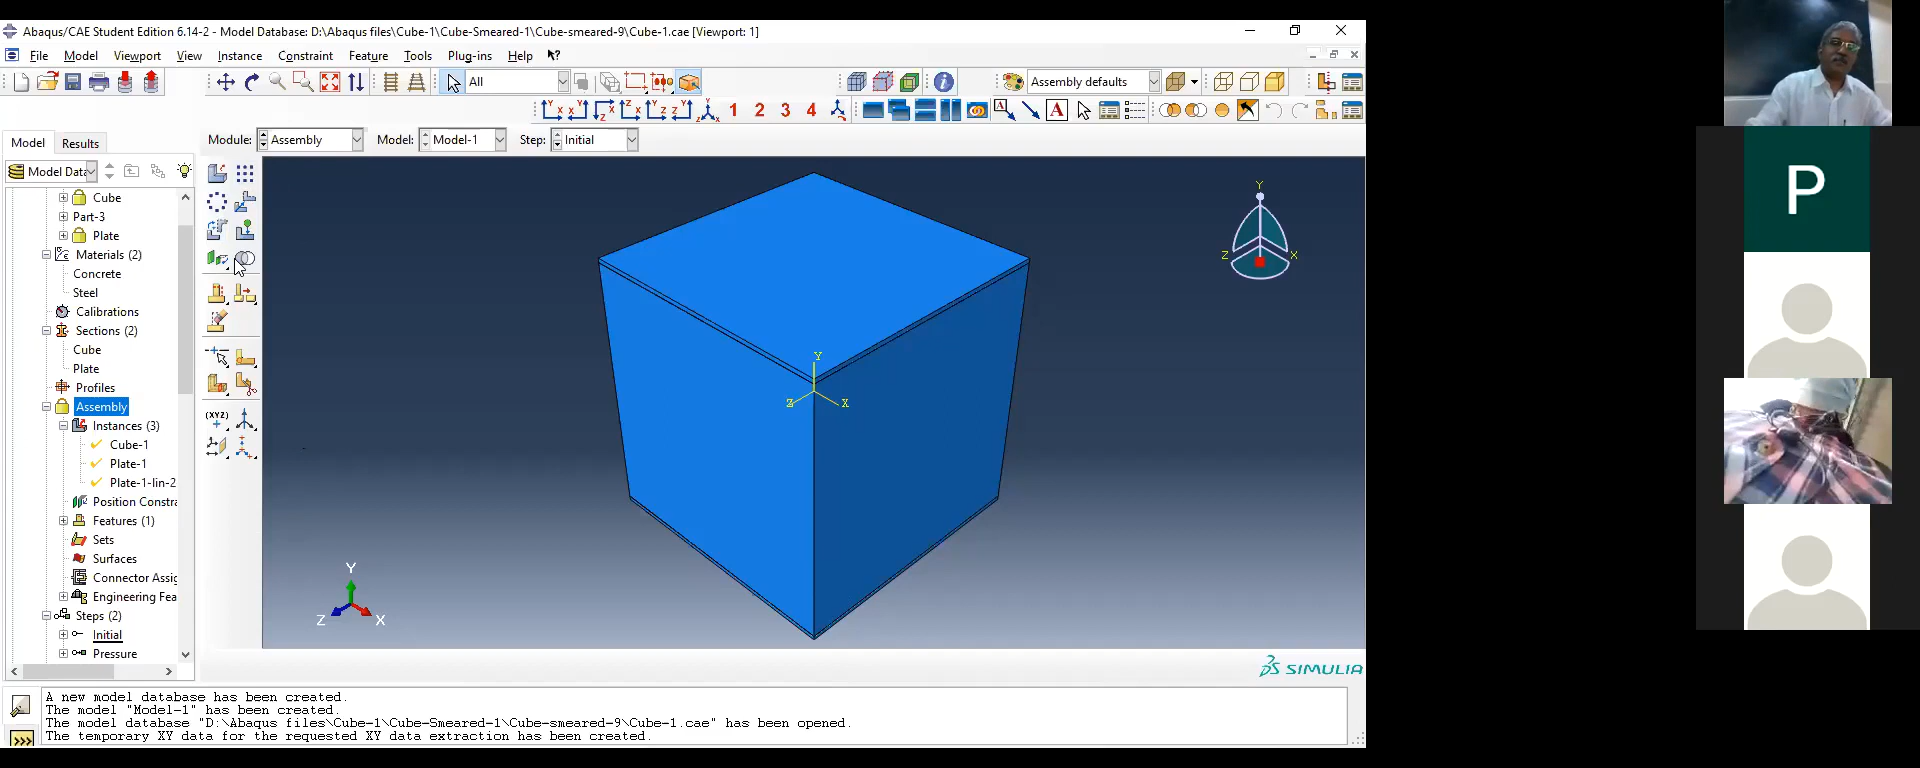 Abaqus/CAE Student Edition 6.14-2 - Model Database: D:\Abaqus files\Cube-1\Cube-Smeared-1\Cube-smeared-9\Cube-1.cae [Viewport: 1]
File Model Viewport View Instance Constraint Feature Tools Plug-ins Help
All
Assembly defaults
1 2 3 4
Module: Assembly Model: Model-1 Step: Initial
Model Results
Model Data
Cube
Part-3
Plate
Materials (2)
Concrete
Steel
Calibrations
Sections (2)
Cube
Plate
Profiles
Assembly
Instances (3)
Cube-1
Plate-1
Plate-1-lin-2
Position Constra
Features (1)
Sets
Surfaces
Connector Assig
Engineering Fea
Steps (2)
Initial
Pressure
(XYZ)
Y
Z X
Y
Z X
Y
Z X
P
SIMULIA
A new model database has been created.
The model "Model-1" has been created.
The model database "D:\Abaqus files\Cube-1\Cube-Smeared-1\Cube-smeared-9\Cube-1.cae" has been opened.
The temporary XY data for the requested XY data extraction has been created.